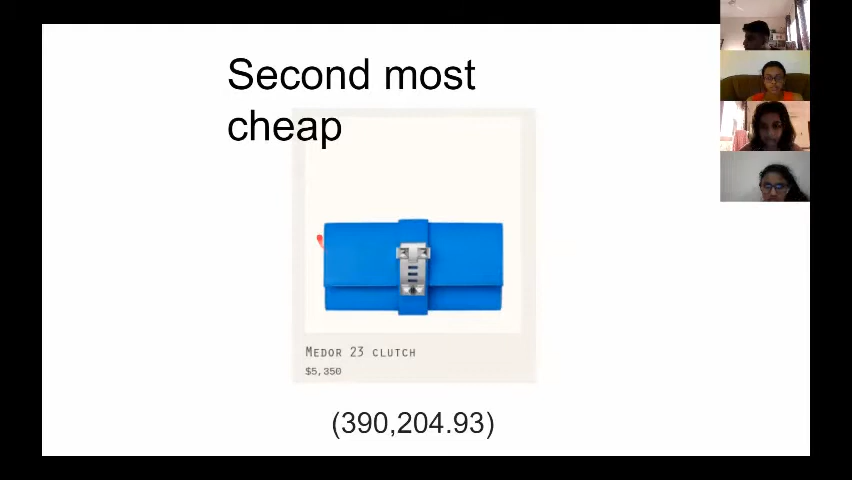 Second most
cheap
MEDOR 23 CLUTCH
$5,350
(390,204.93)